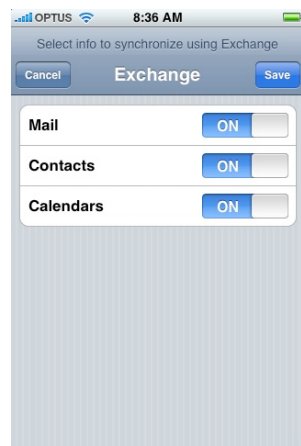 OPTUS 8:36 AM
Select info to synchronize using Exchange
Cancel Exchange Save
Mail ON
Contacts ON
Calendars ON